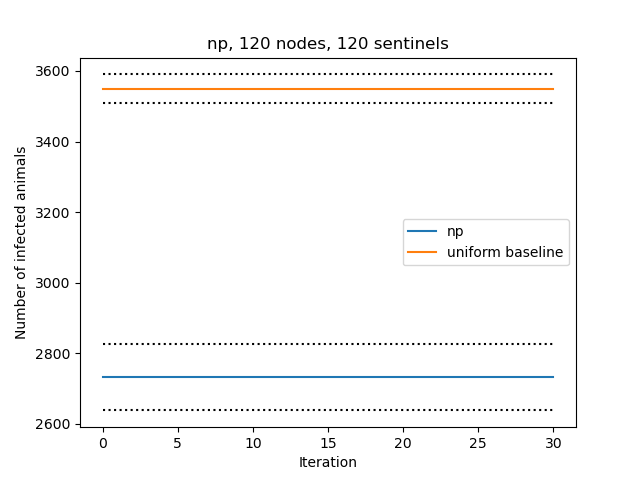 np, 120 nodes, 120 sentinels
3600
3400
3200
3000
2800
2600
Number of infected animals
np
uniform baseline
0 5 10 15 20 25 30
Iteration